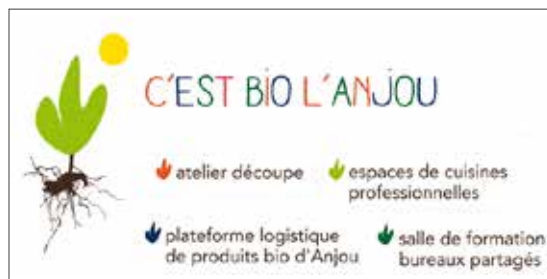 C'EST BIO L'ANJOU
atelier découpe
espaces de cuisines
professionnelles
plateforme logistique
de produits bio d'Anjou
salle de formation
bureaux partagés